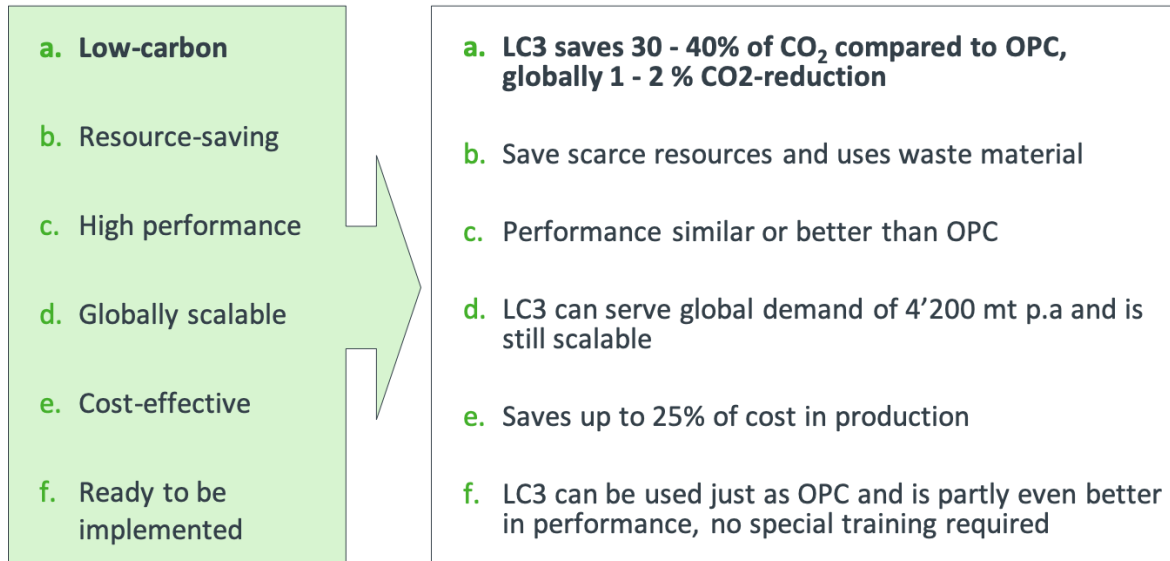 a. Low-carbon
b. Resource-saving
c. High performance
d. Globally scalable
e. Cost-effective
f. Ready to be
implemented
a. LC3 saves 30 - 40% of CO₂ compared to OPC,
globally 1 - 2 % CO2-reduction
b. Save scarce resources and uses waste material
c. Performance similar or better than OPC
d. LC3 can serve global demand of 4’200 mt p.a and is
still scalable
e. Saves up to 25% of cost in production
f. LC3 can be used just as OPC and is partly even better
in performance, no special training required